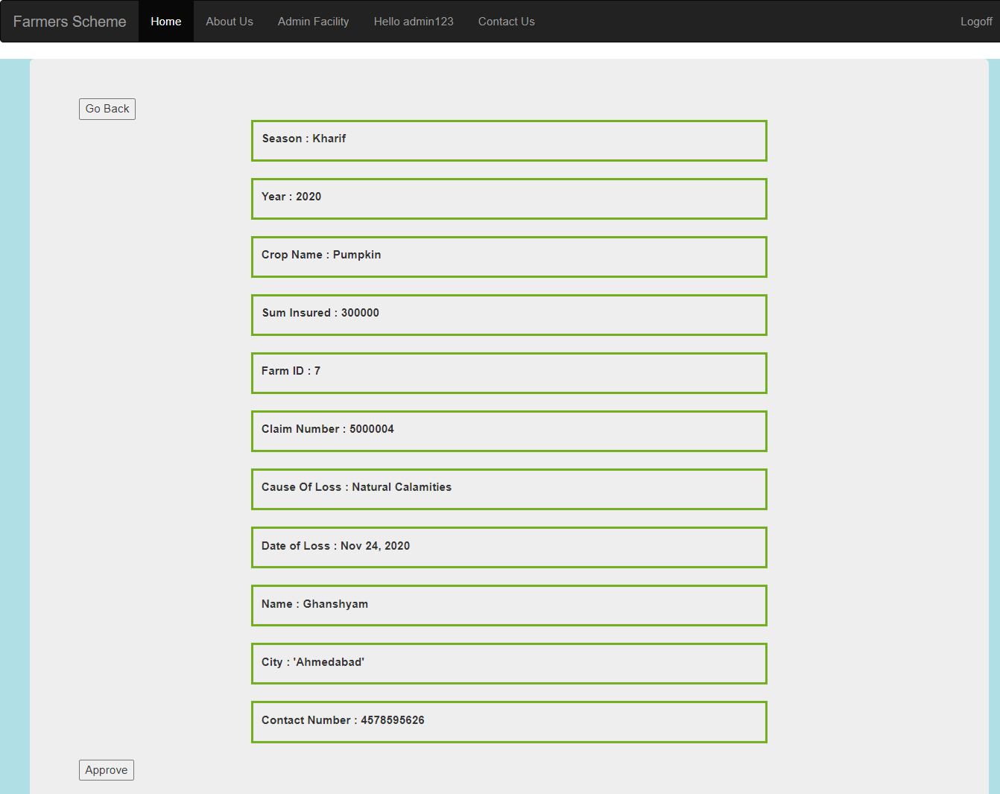 Farmers Scheme Home About Us Admin Facility Hello admin123 Contact Us Logoff
Go Back
Season : Kharif
Year : 2020
Crop Name : Pumpkin
Sum Insured : 300000
Farm ID : 7
Claim Number : 5000004
Cause Of Loss : Natural Calamities
Date of Loss : Nov 24, 2020
Name : Ghanshyam
City : 'Ahmedabad'
Contact Number : 4578595626
Approve